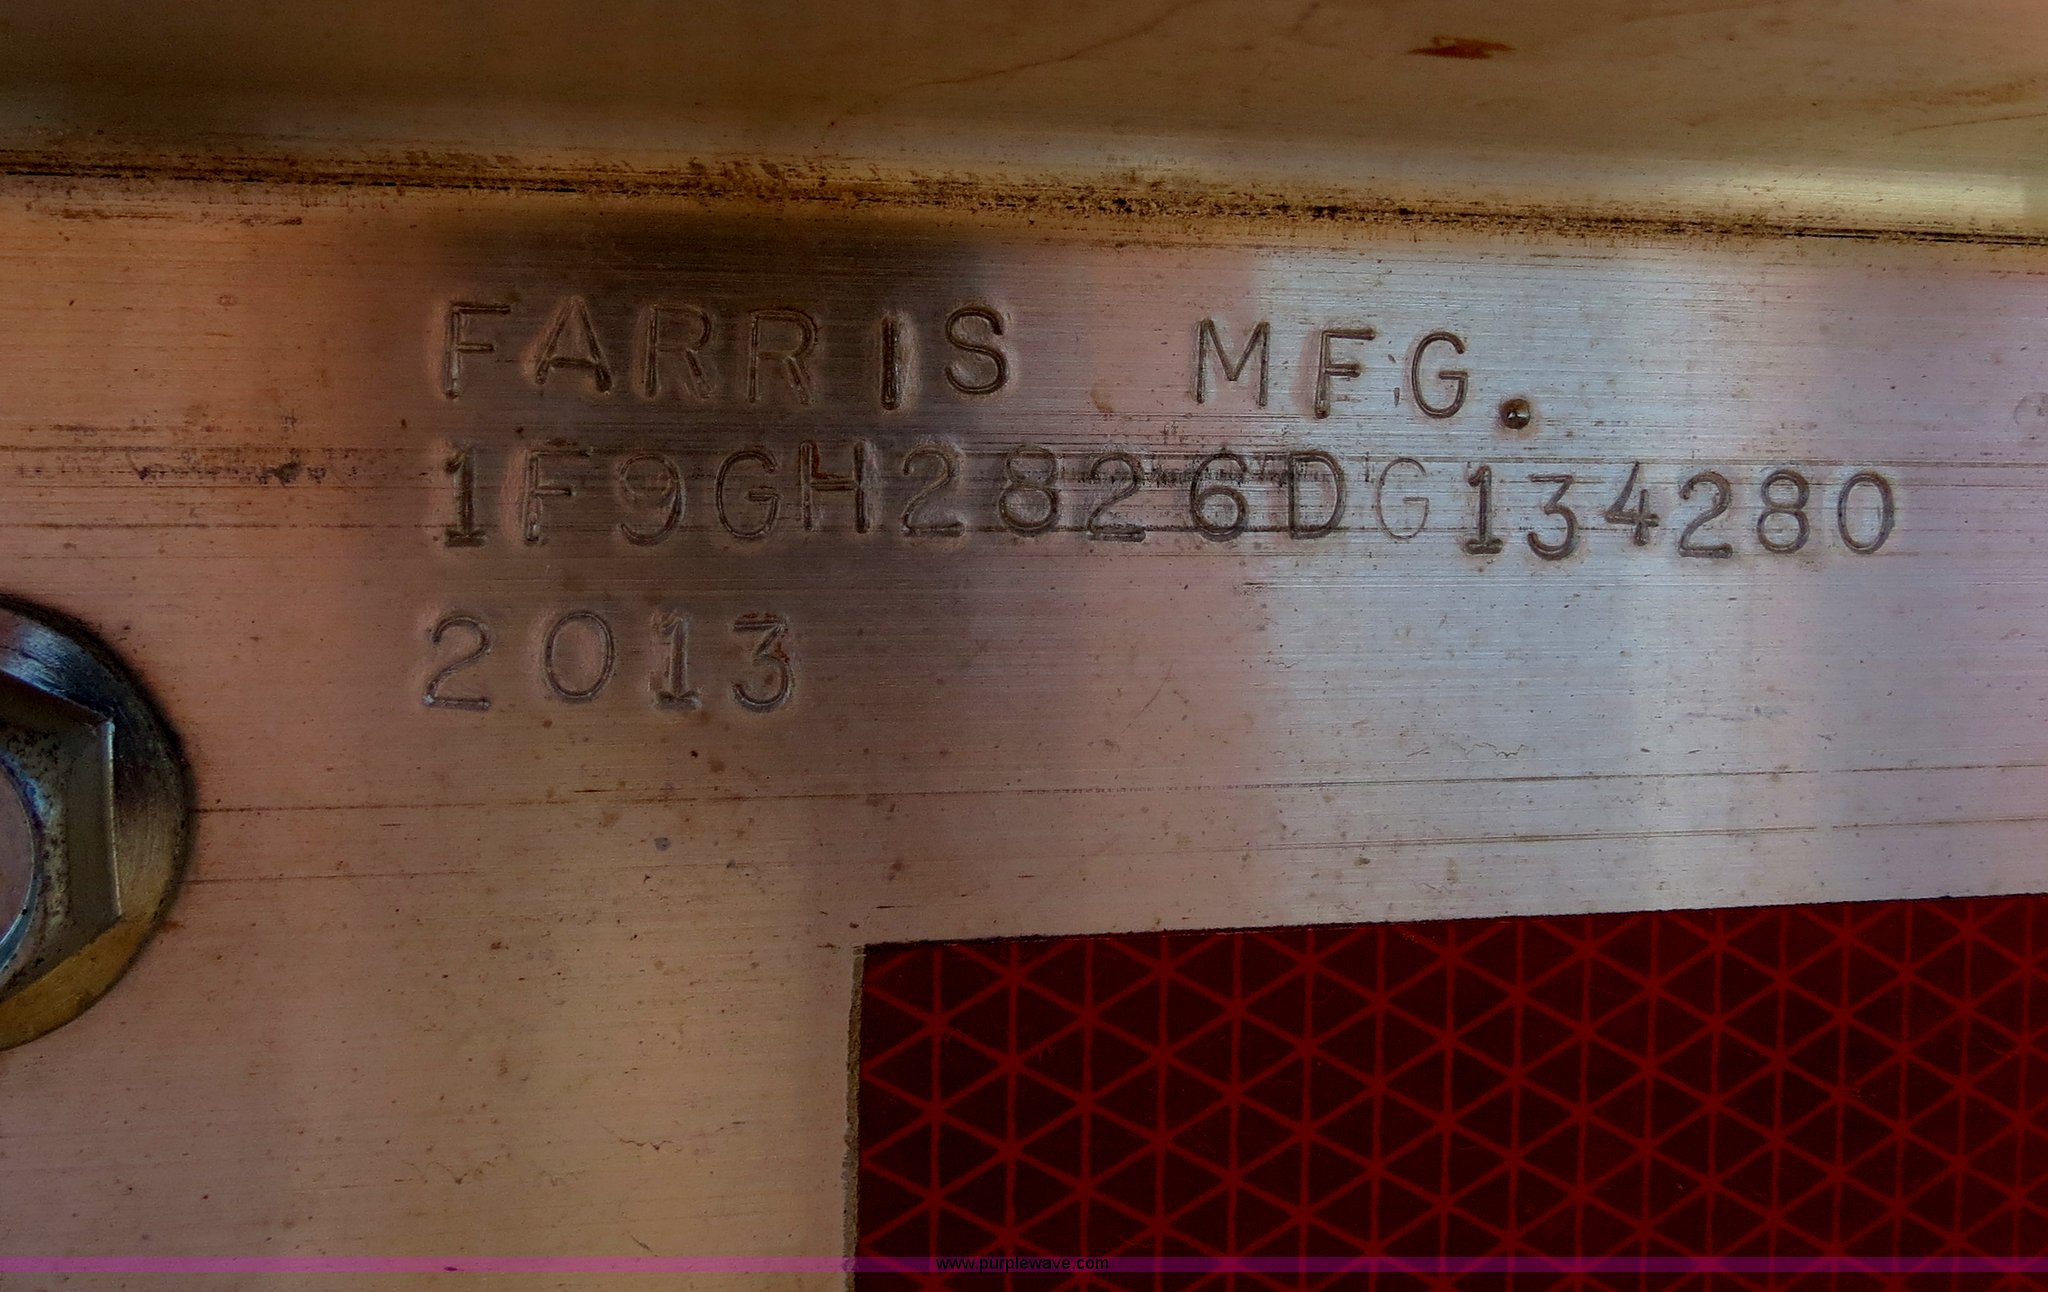 FARRIS MFG.
1F9GH2826DG134280
2013
www.purplewave.com